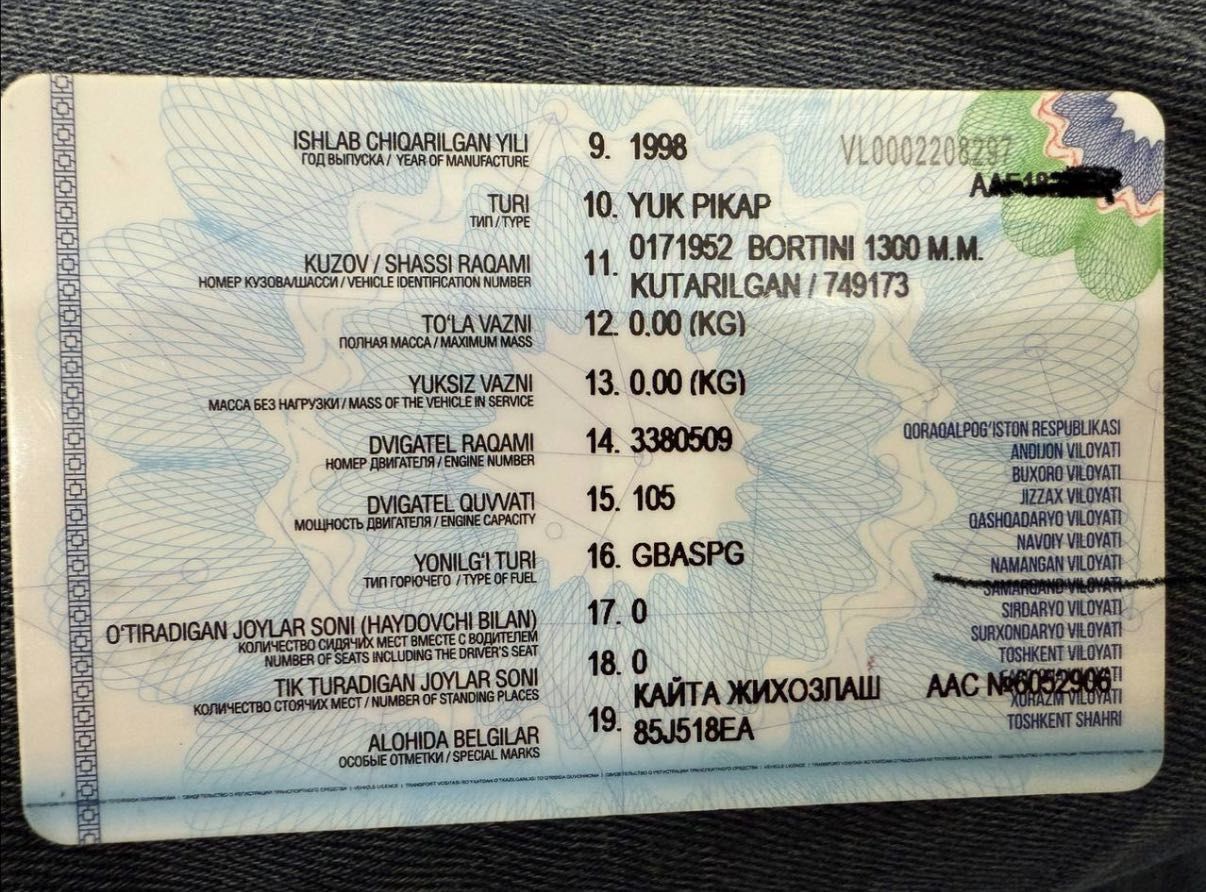 ISHLAB CHIQARILGAN YILI 9. 1998 VL0002208297
ГОД ВЫПУСКА / YEAR OF MANUFACTURE
TURI 10. YUK PIKAP
ТИП / TYPE
KUZOV / SHASSI RAQAMI 11. 0171952 BORTINI 1300 M.M.
НОМЕР КУЗОВА/ШАССИ / VEHICLE IDENTIFICATION NUMBER KUTARILGAN / 749173
TO‘LA VAZNI 12. 0.00 (KG)
ПОЛНАЯ МАССА / MAXIMUM MASS
YUKSIZ VAZNI 13. 0.00 (KG)
МАССА БЕЗ НАГРУЗКИ / MASS OF THE VEHICLE IN SERVICE
DVIGATEL RAQAMI 14. 3380509
НОМЕР ДВИГАТЕЛЯ / ENGINE NUMBER
DVIGATEL QUVVATI 15. 105
МОЩНОСТЬ ДВИГАТЕЛЯ / ENGINE CAPACITY
YONILG‘I TURI 16. GBASPG
ТИП ГОРЮЧЕГО / TYPE OF FUEL
O‘TIRADIGAN JOYLAR SONI (HAYDOVCHI BILAN) 17. 0
КОЛИЧЕСТВО СИДЯЧИХ МЕСТ ВМЕСТЕ С ВОДИТЕЛЕМ
NUMBER OF SEATS INCLUDING THE DRIVER'S SEAT
TIK TURADIGAN JOYLAR SONI 18. 0
КОЛИЧЕСТВО СТОЯЧИХ МЕСТ / NUMBER OF STANDING PLACES
ALOHIDA BELGILAR 19. КАЙТА ЖИХОЗЛАШ ААС №6052906
ОСОБЫЕ ОТМЕТКИ / SPECIAL MARKS 85J518EA
QORAQALPOG‘ISTON RESPUBLIKASI
ANDIJON VILOYATI
BUXORO VILOYATI
JIZZAX VILOYATI
QASHQADARYO VILOYATI
NAVOIY VILOYATI
NAMANGAN VILOYATI
SAMARQAND VILOYATI
SIRDARYO VILOYATI
SURXONDARYO VILOYATI
TOSHKENT VILOYATI
XORAZM VILOYATI
TOSHKENT SHAHRI